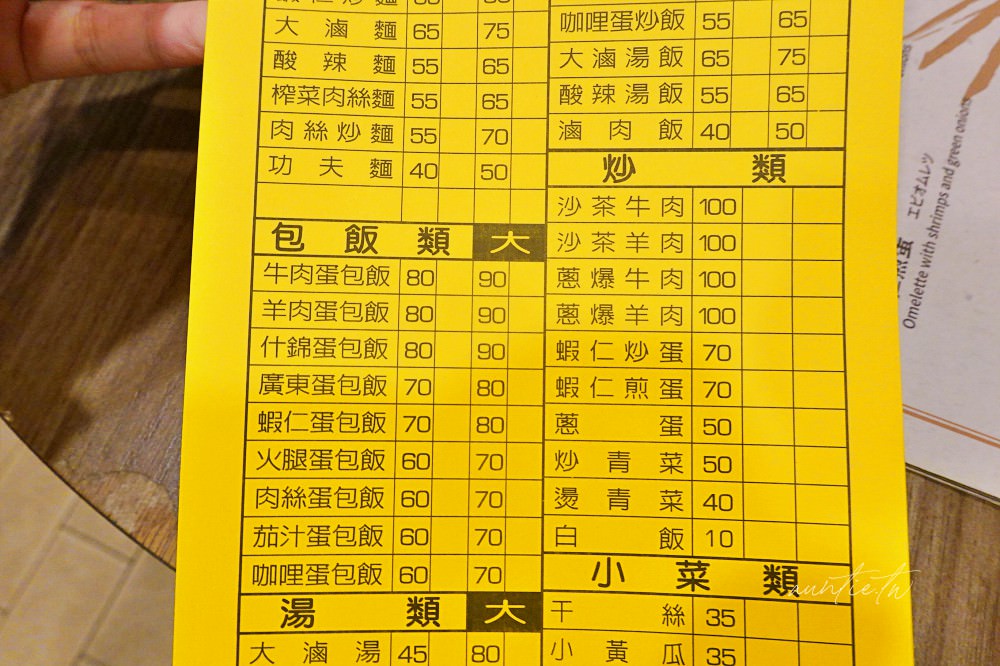 大滷麵 65 75
酸辣麵 55 65
榨菜肉絲麵 55 65
肉絲炒麵 55 70
功夫麵 40 50
包飯類 大
牛肉蛋包飯 80 90
羊肉蛋包飯 80 90
什錦蛋包飯 80 90
廣東蛋包飯 70 80
蝦仁蛋包飯 70 80
火腿蛋包飯 60 70
肉絲蛋包飯 60 70
茄汁蛋包飯 60 70
咖哩蛋包飯 60 70
湯類 大
大滷湯 45 80
咖哩蛋炒飯 55 65
大滷湯飯 65 75
酸辣湯飯 55 65
滷肉飯 40 50
炒類
沙茶牛肉 100
沙茶羊肉 100
蔥爆牛肉 100
蔥爆羊肉 100
蝦仁炒蛋 70
蝦仁煎蛋 70
蔥蛋 50
炒青菜 50
燙青菜 40
白飯 10
小菜類
干絲 35
小黃瓜 35
エビオムレツ
Omelette with shrimps and green onions
auntie.tw